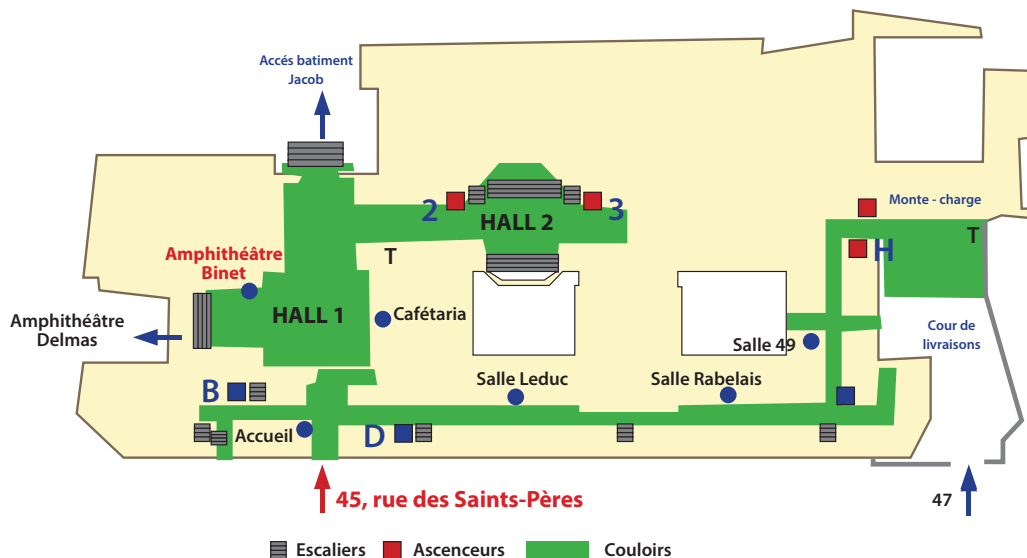 Accés batiment
Jacob
2
3
HALL 2
Monte - charge
T
H
T
Amphithéâtre
Binet
HALL 1
Cafétaria
Amphithéâtre
Delmas
Cour de
livraisons
Salle 49
B
Salle Leduc
Salle Rabelais
Accueil
D
45, rue des Saints-Pères
47
Escaliers
Ascenceurs
Couloirs